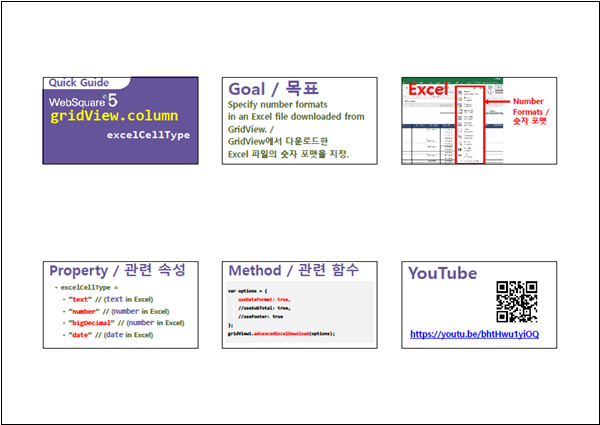 Quick Guide
WebSquare 5
gridView.column
excelCellType
Goal / 목표
Specify number formats
in an Excel file downloaded from
GridView. /
GridView에서 다운로드한
Excel 파일의 숫자 포맷을 지정.
Excel
Number
Formats /
숫자 포맷
Property / 관련 속성
• excelCellType =
• "text" // (text in Excel)
• "number" // (number in Excel)
• "bigDecimal" // (number in Excel)
• "date" // (date in Excel)
Method / 관련 함수
var options = {
useDataFormat: true,
//useSubTotal: true,
//useFooter: true
};
gridView1.advancedExcelDownload(options);
YouTube
https://youtu.be/bhtHwu1yiOQ